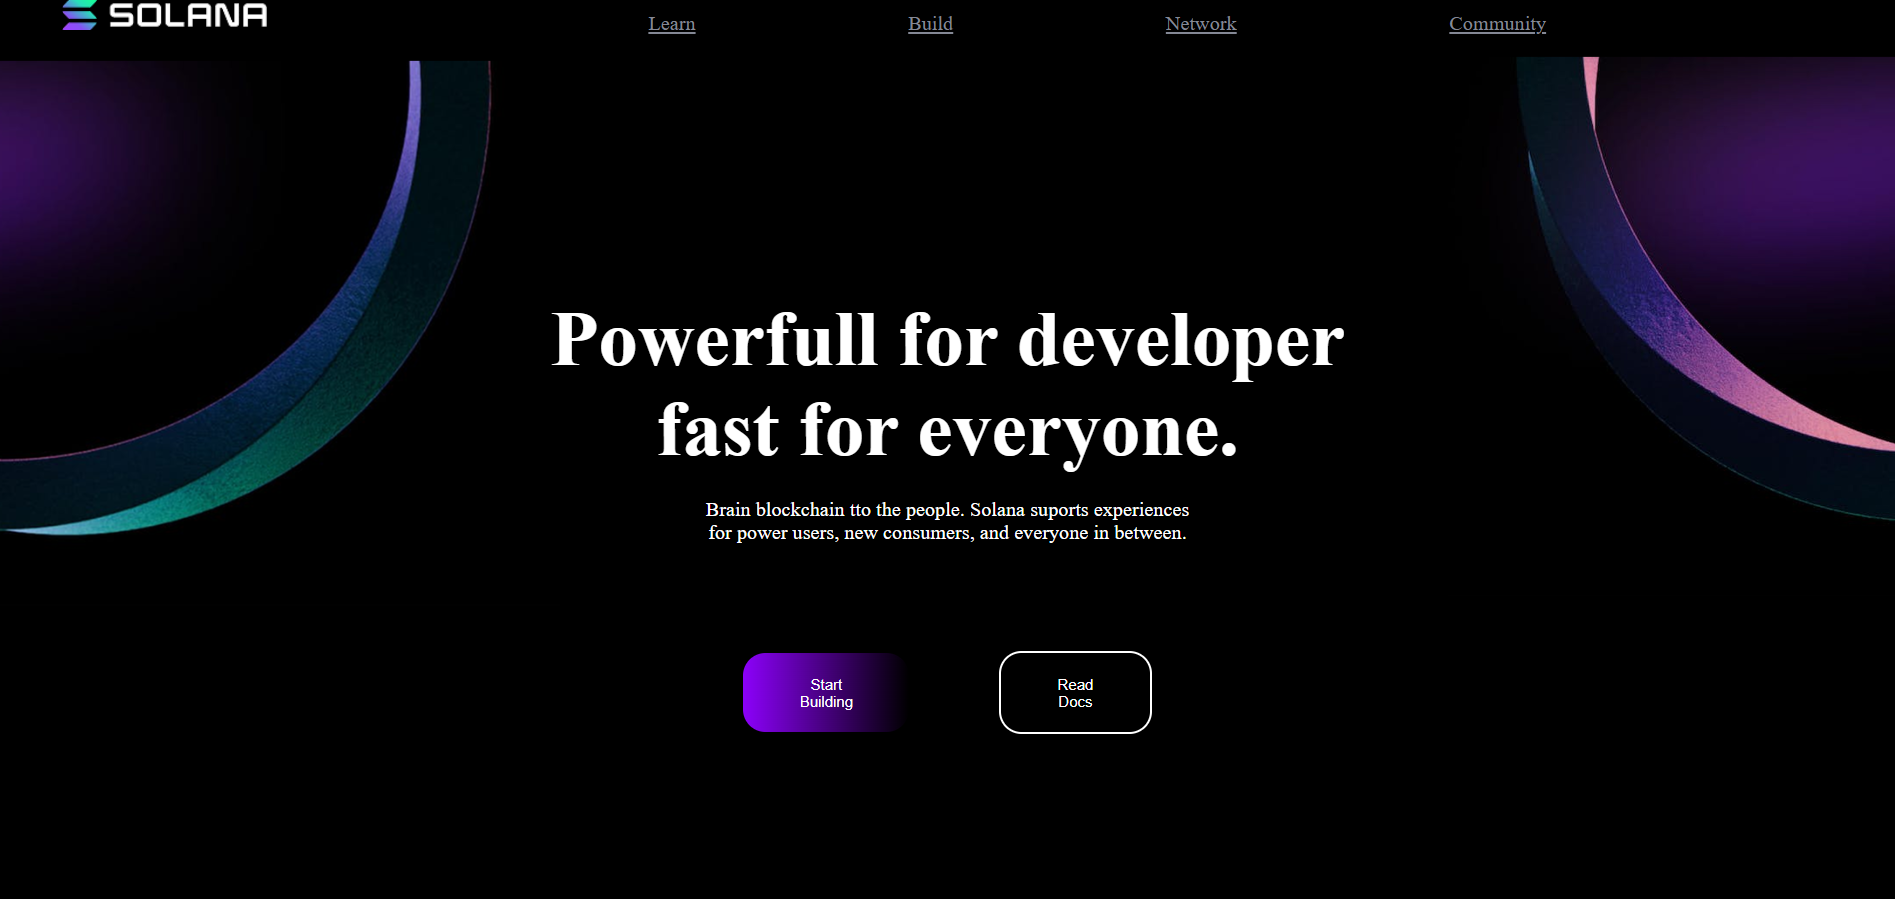 SOLANA
Learn Build Network Community
Powerfull for developer
fast for everyone.
Brain blockchain tto the people. Solana suports experiences
for power users, new consumers, and everyone in between.
Start
Building
Read
Docs